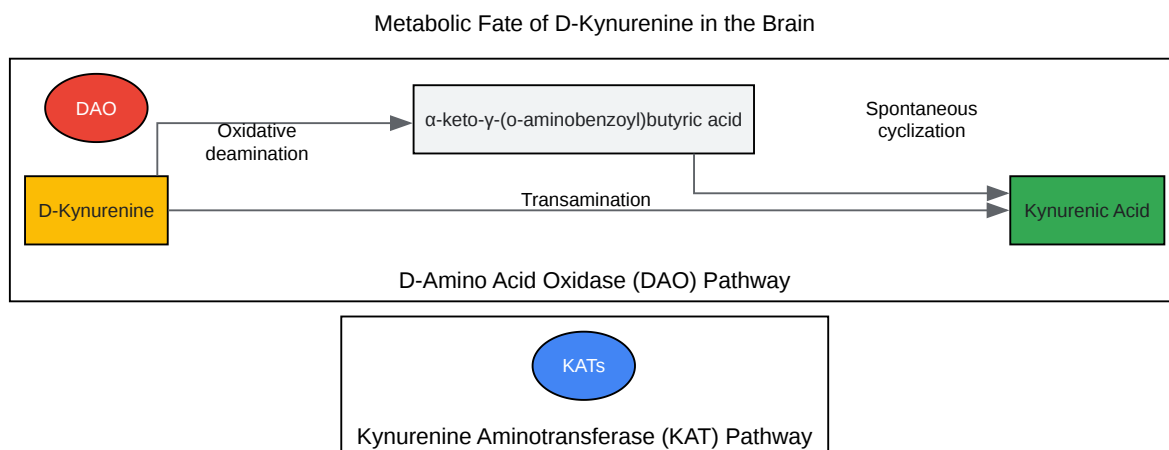 Metabolic Fate of D-Kynurenine in the Brain
DAO
Oxidative
deamination
α-keto-γ-(o-aminobenzoyl)butyric acid
Spontaneous
cyclization
D-Kynurenine
Transamination
Kynurenic Acid
D-Amino Acid Oxidase (DAO) Pathway
KATs
Kynurenine Aminotransferase (KAT) Pathway